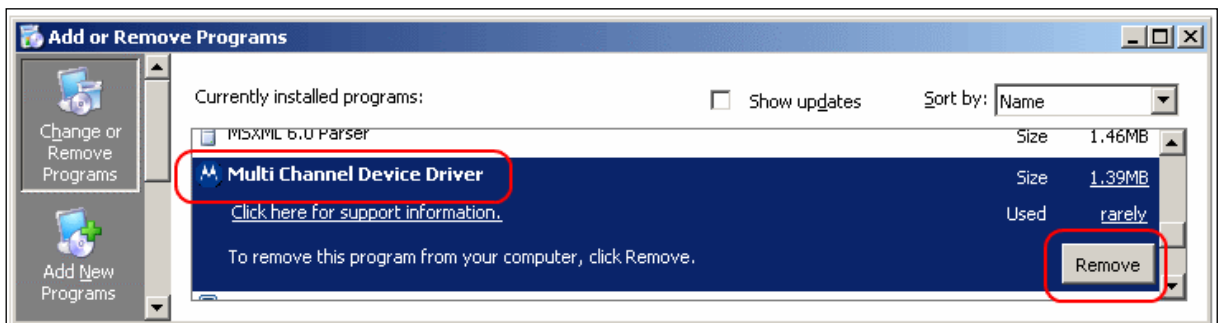 Add or Remove Programs
Change or
Remove
Programs
Add New
Programs
Currently installed programs:
Show updates
Sort by: Name
MSXML 6.0 Parser Size 1.46MB
Multi Channel Device Driver Size 1.39MB
Click here for support information. Used rarely
To remove this program from your computer, click Remove.
Remove